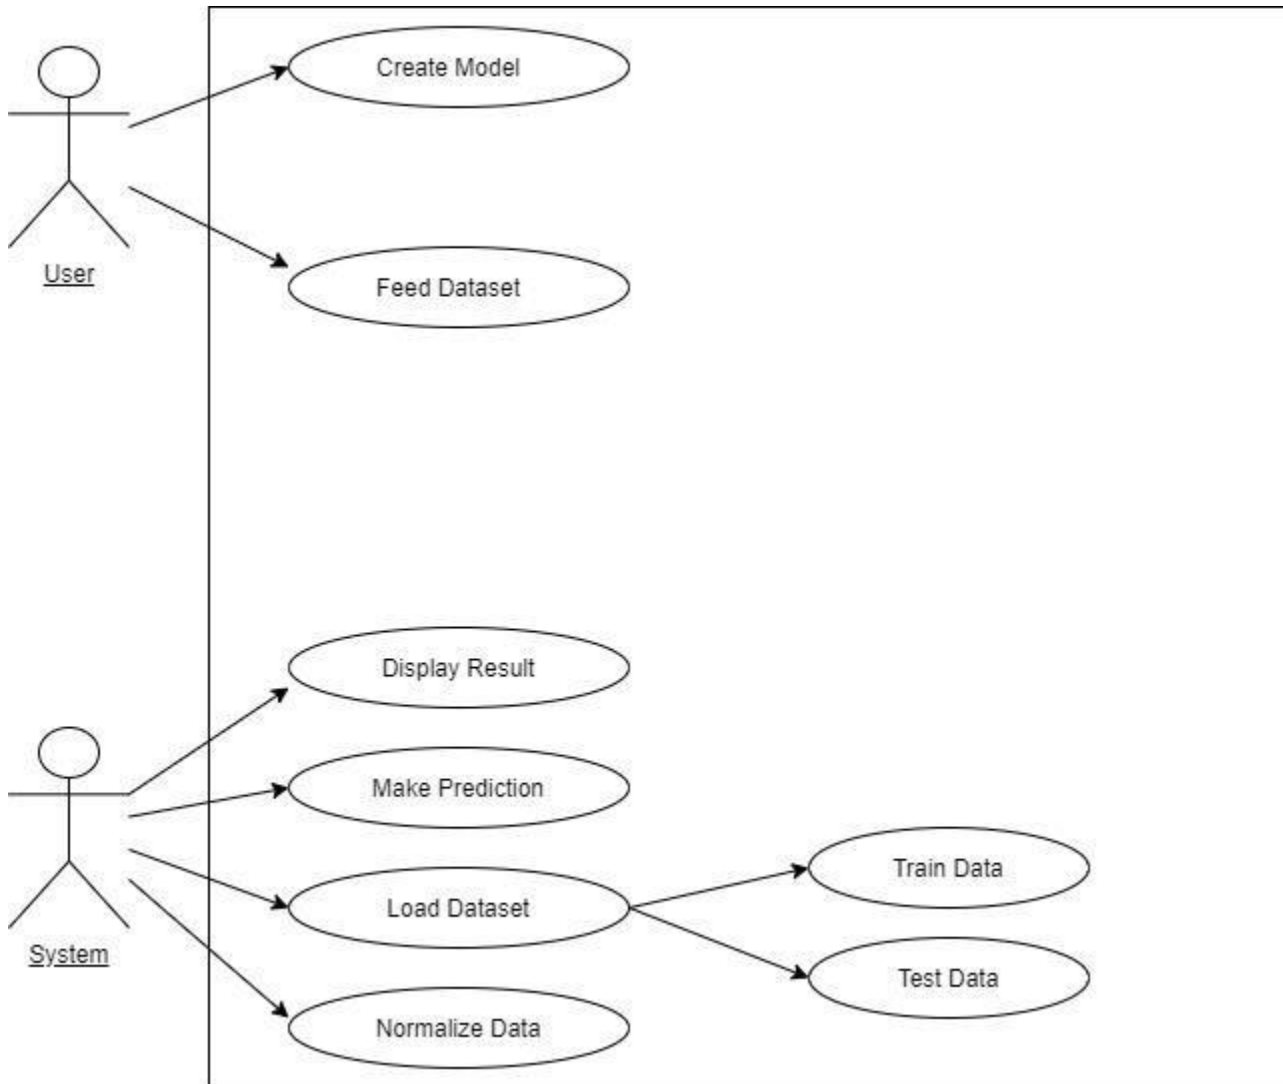 Create Model
User
Feed Dataset
Display Result
Make Prediction
Train Data
Load Dataset
System
Test Data
Normalize Data